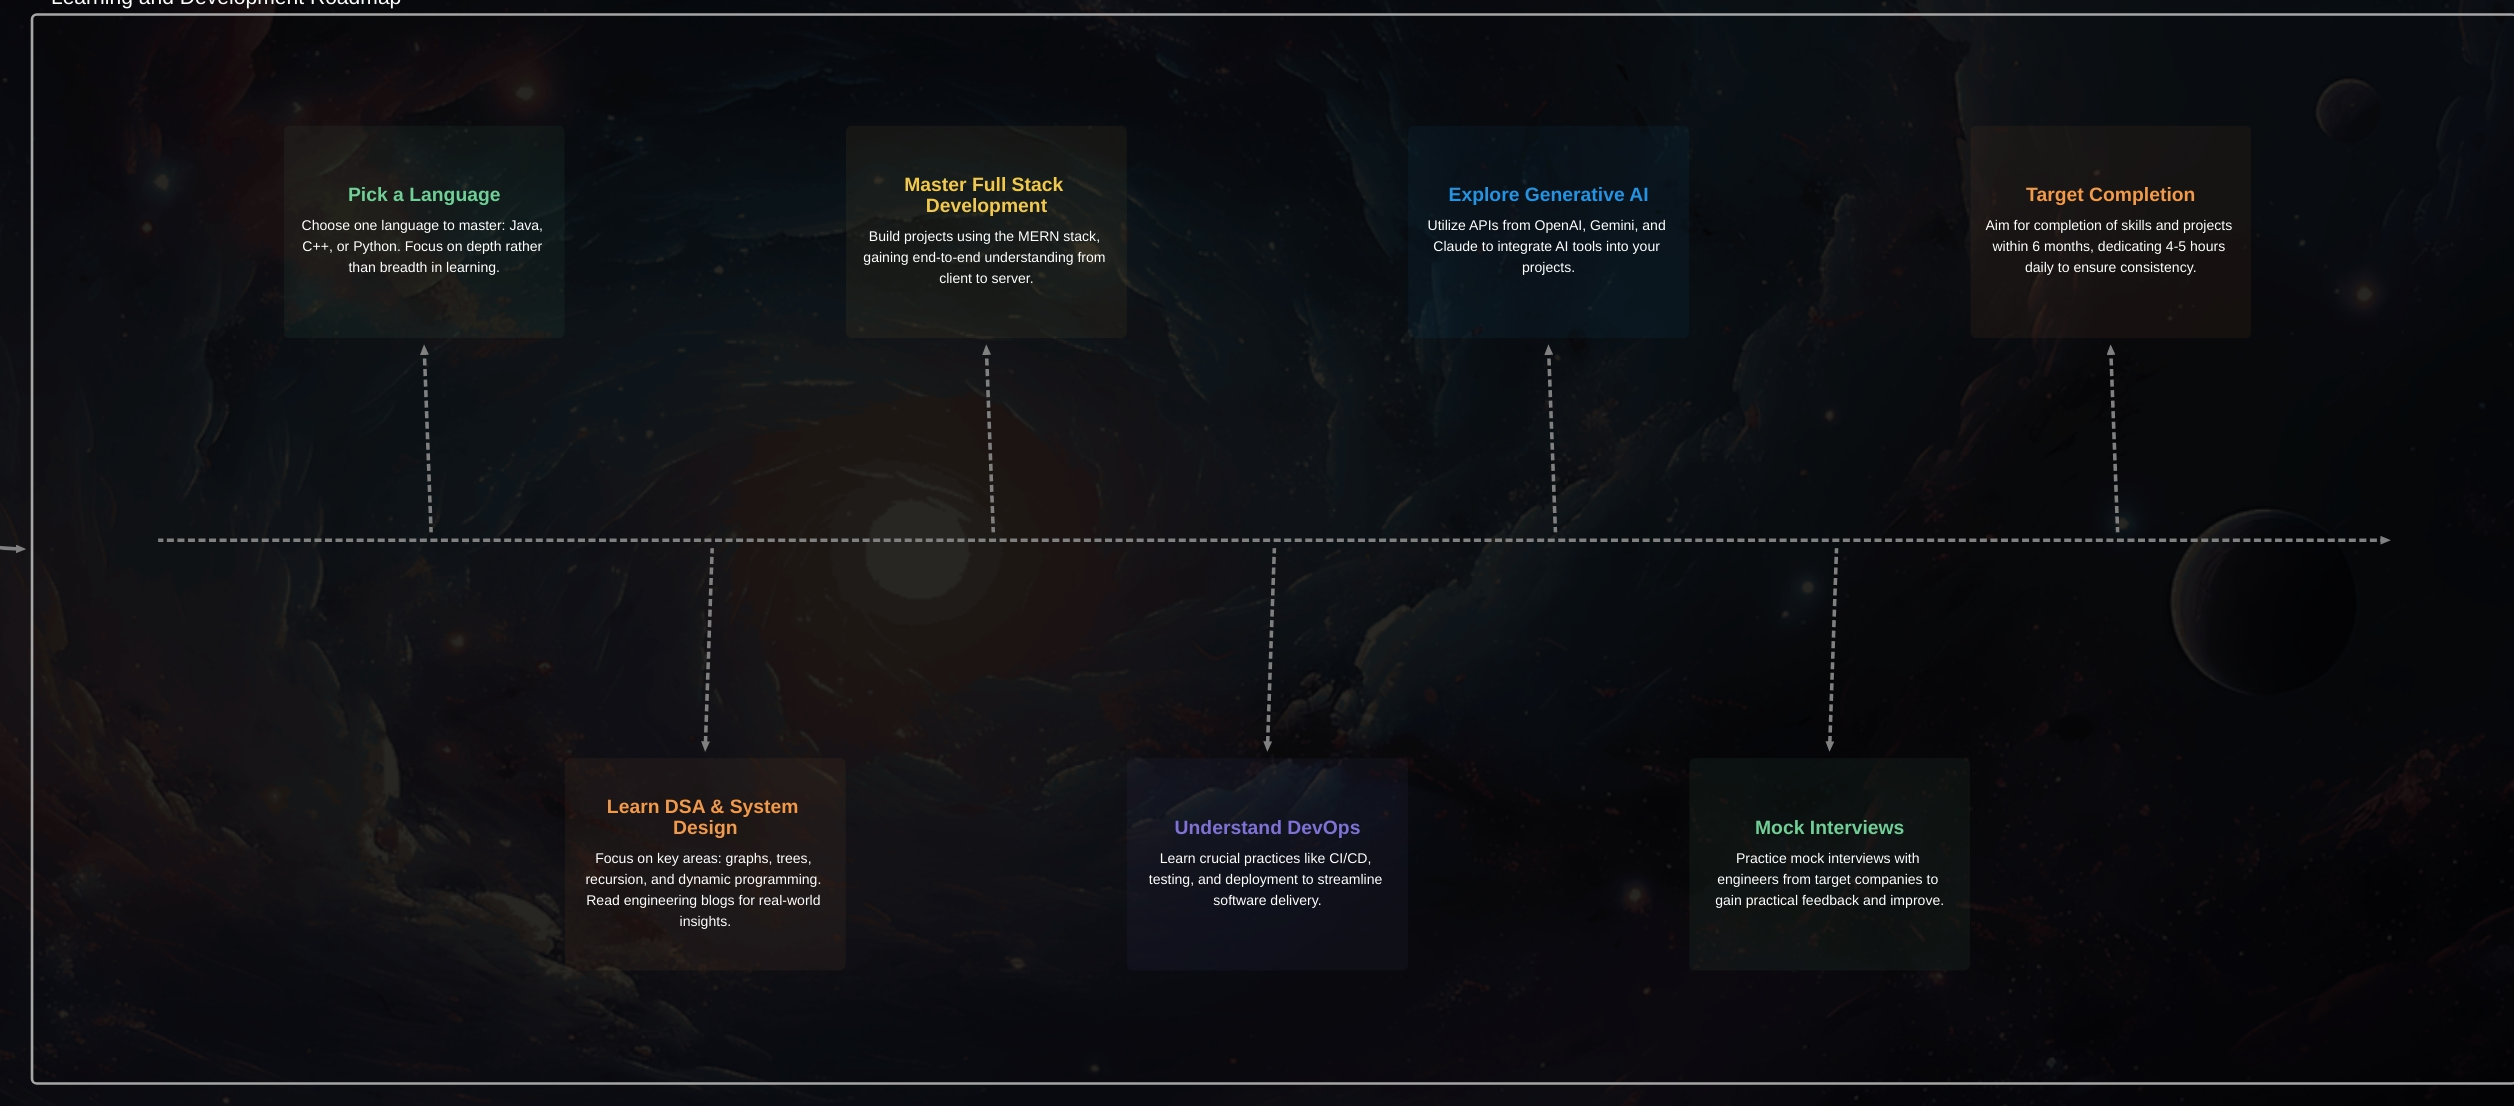 Learning and Development Roadmap
Pick a Language
Choose one language to master: Java,
C++, or Python. Focus on depth rather
than breadth in learning.
Master Full Stack
Development
Build projects using the MERN stack,
gaining end-to-end understanding from
client to server.
Explore Generative AI
Utilize APIs from OpenAI, Gemini, and
Claude to integrate AI tools into your
projects.
Target Completion
Aim for completion of skills and projects
within 6 months, dedicating 4-5 hours
daily to ensure consistency.
Learn DSA & System
Design
Focus on key areas: graphs, trees,
recursion, and dynamic programming.
Read engineering blogs for real-world
insights.
Understand DevOps
Learn crucial practices like CI/CD,
testing, and deployment to streamline
software delivery.
Mock Interviews
Practice mock interviews with
engineers from target companies to
gain practical feedback and improve.